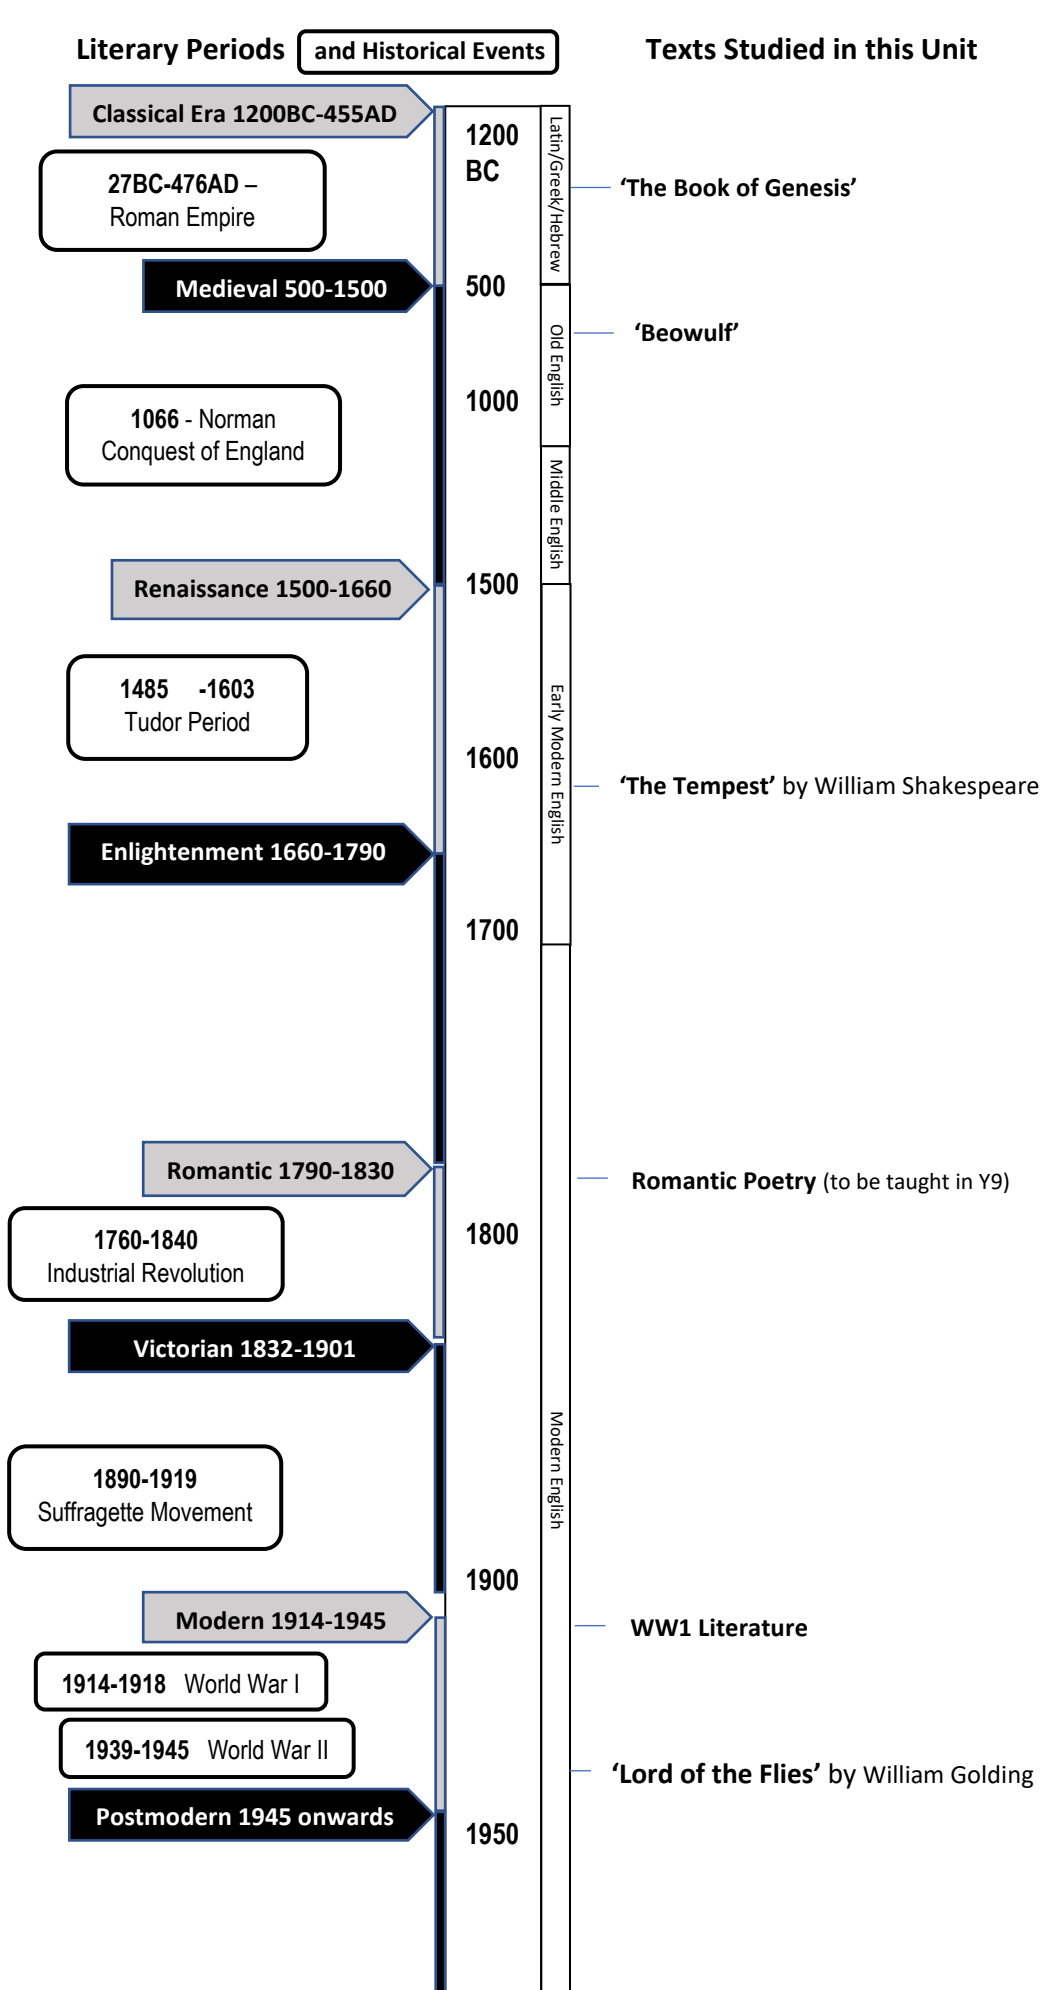 Literary Periods and Historical Events
Texts Studied in this Unit
Classical Era 1200BC-455AD
1200
BC
Latin/Greek/Hebrew
27BC-476AD –
Roman Empire
‘The Book of Genesis’
Medieval 500-1500
500
Old English
‘Beowulf’
1000
1066 - Norman
Conquest of England
Middle English
Renaissance 1500-1660
1500
1485 -1603
Tudor Period
Early Modern English
1600
‘The Tempest’ by William Shakespeare
Enlightenment 1660-1790
1700
Romantic 1790-1830
Romantic Poetry (to be taught in Y9)
1760-1840
Industrial Revolution
1800
Victorian 1832-1901
Modern English
1890-1919
Suffragette Movement
1900
Modern 1914-1945
WW1 Literature
1914-1918 World War I
1939-1945 World War II
‘Lord of the Flies’ by William Golding
Postmodern 1945 onwards
1950